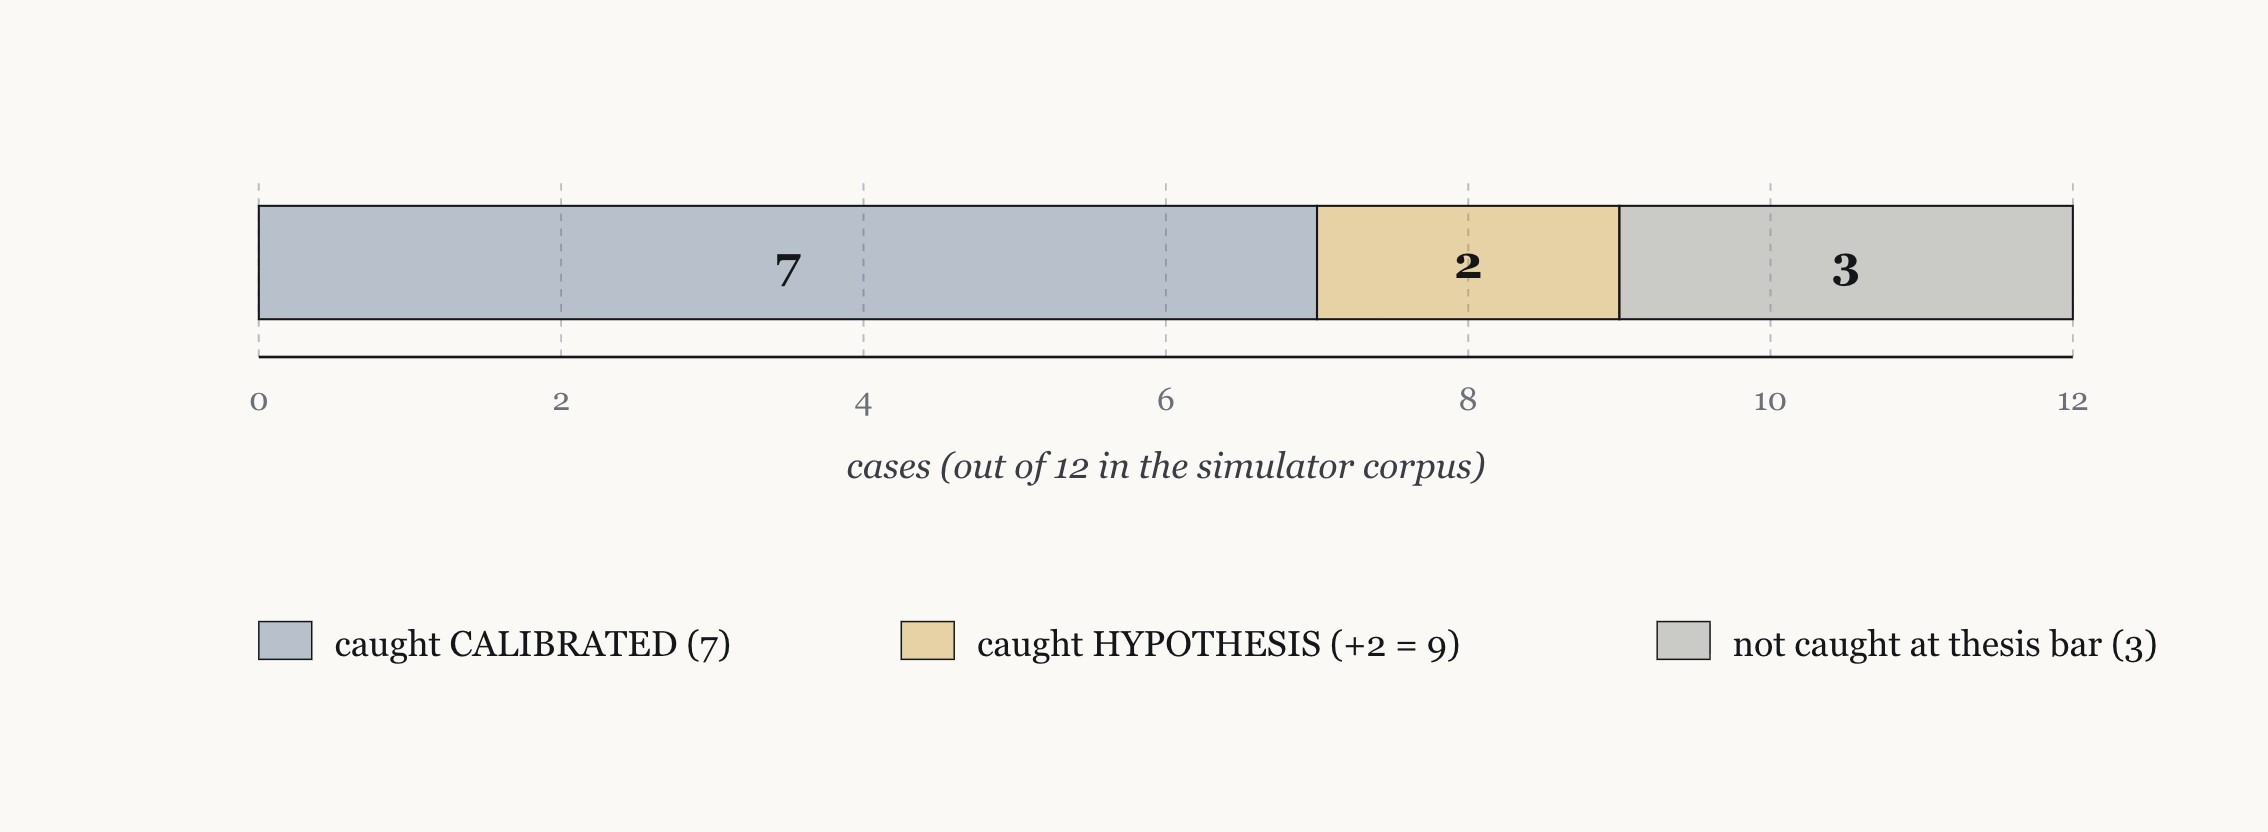 7 2 3
0 2 4 6 8 10 12
cases (out of 12 in the simulator corpus)
caught CALIBRATED (7) caught HYPOTHESIS (+2 = 9) not caught at thesis bar (3)